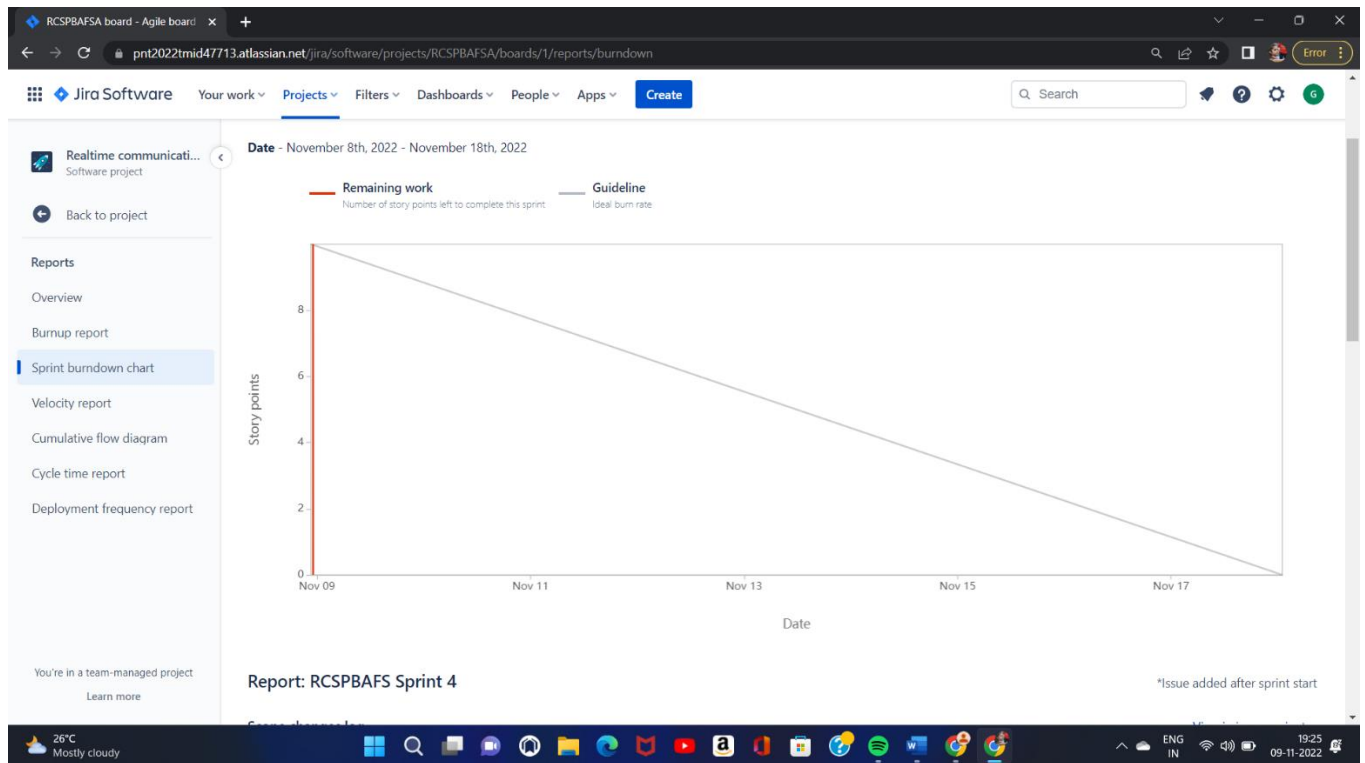 RCSPBAFSA board - Agile board
pnt2022tmid47713.atlassian.net/jira/software/projects/RCSPBAFSA/boards/1/reports/burndown
Error
Jira Software
Your work
Projects
Filters
Dashboards
People
Apps
Create
Search
G
Realtime communicati...
Software project
Back to project
Reports
Overview
Burnup report
Sprint burndown chart
Velocity report
Cumulative flow diagram
Cycle time report
Deployment frequency report
You're in a team-managed project
Learn more
Date - November 8th, 2022 - November 18th, 2022
Remaining work
Number of story points left to complete this sprint
Guideline
Ideal burn rate
Story points
8
6
4
2
0
Nov 09
Nov 11
Nov 13
Nov 15
Nov 17
Date
Report: RCSPBAFS Sprint 4
*Issue added after sprint start
26°C
Mostly cloudy
ENG
IN
19:25
09-11-2022